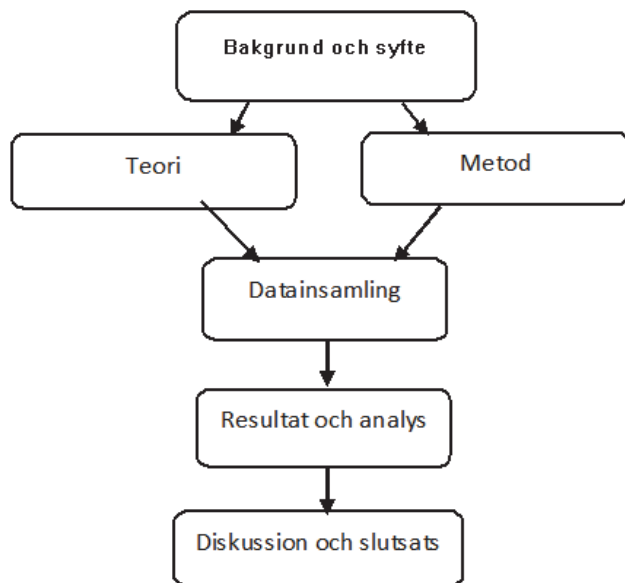 Bakgrund och syfte
Teori
Metod
Datainsamling
Resultat och analys
Diskussion och slutsats